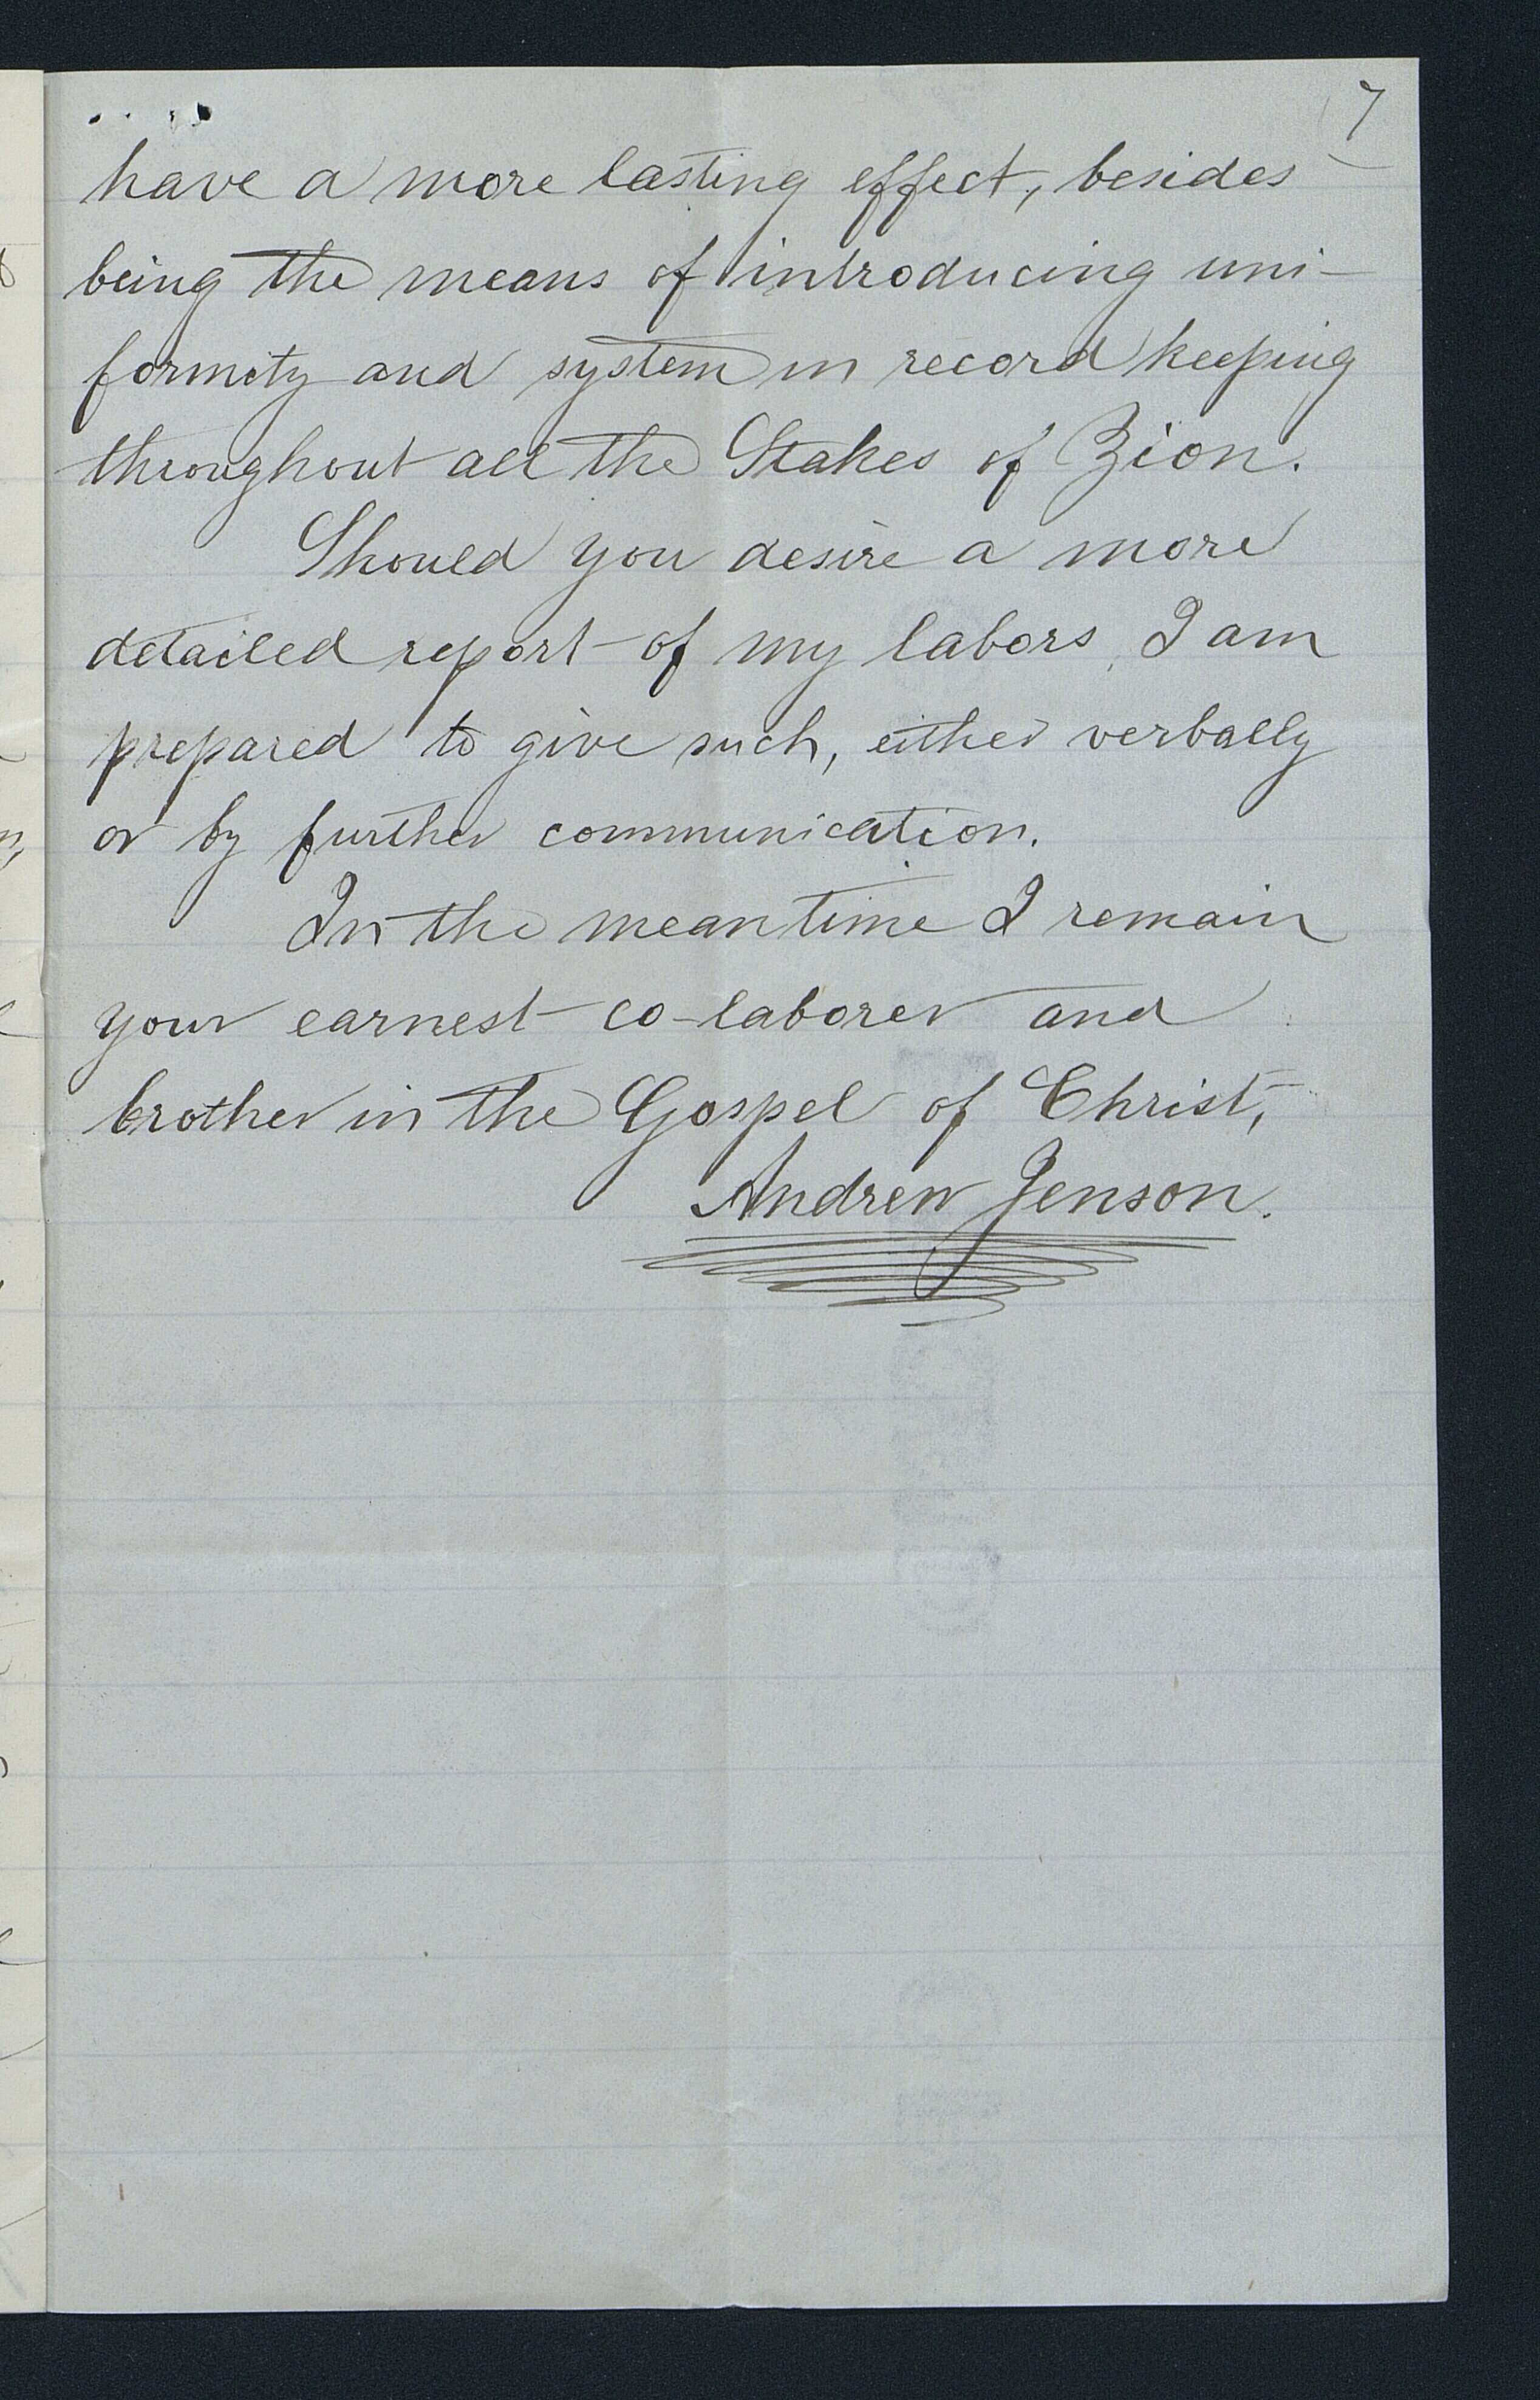 7
have a more lasting effect, besides
being the means of introducing uni-
formity and system in record keeping
throughout all the Stakes of Zion.
Should you desire a more
detailed report of my labors, I am
prepared to give such, either verbally
or by further communication.
In the meantime I remain
your earnest co-laborer and
brother in the Gospel of Christ,
Andrew Jenson.